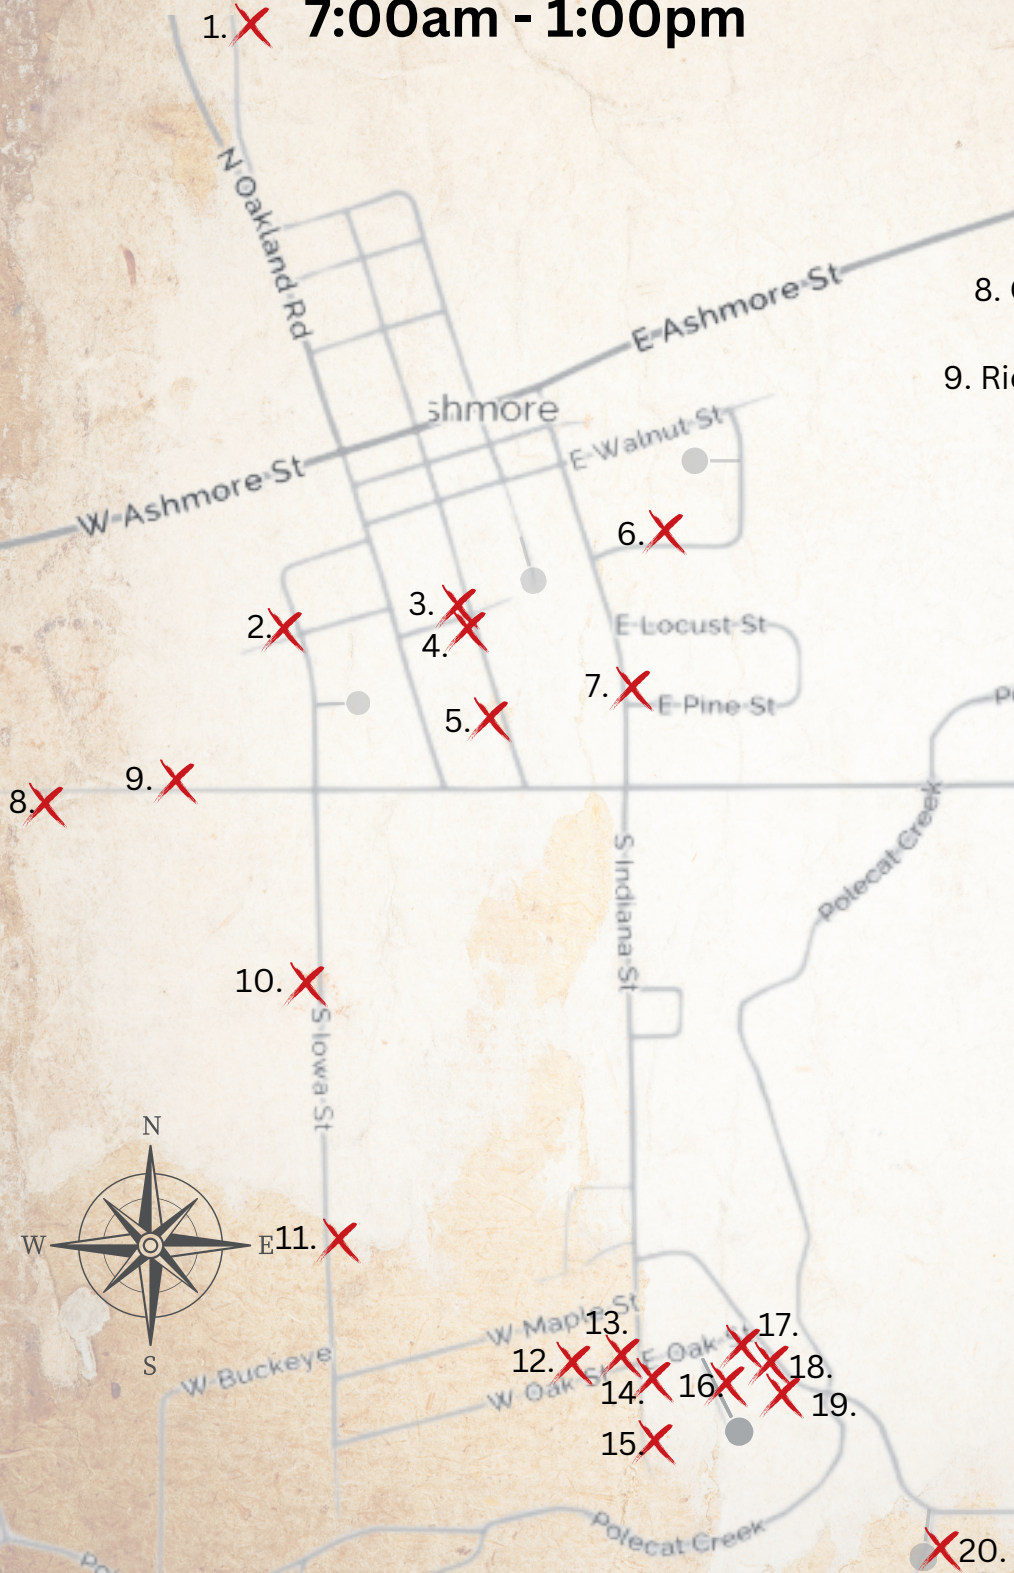 7:00am - 1:00pm
1.
N Oakland Rd
E Ashmore St
8.
9. Ri
shmore
E Walnut St
W Ashmore St
6.
3.
E Locust St
2.
4.
7.
E Pine St
5.
9.
8.
Polecat Creek
S Indiana St
10.
S Iowa St
N
W
E
S
11.
W Maple St
13.
17.
E Oak St
12.
W Buckeye
18.
W Oak St
14.
16.
19.
15.
Polecat Creek
20.